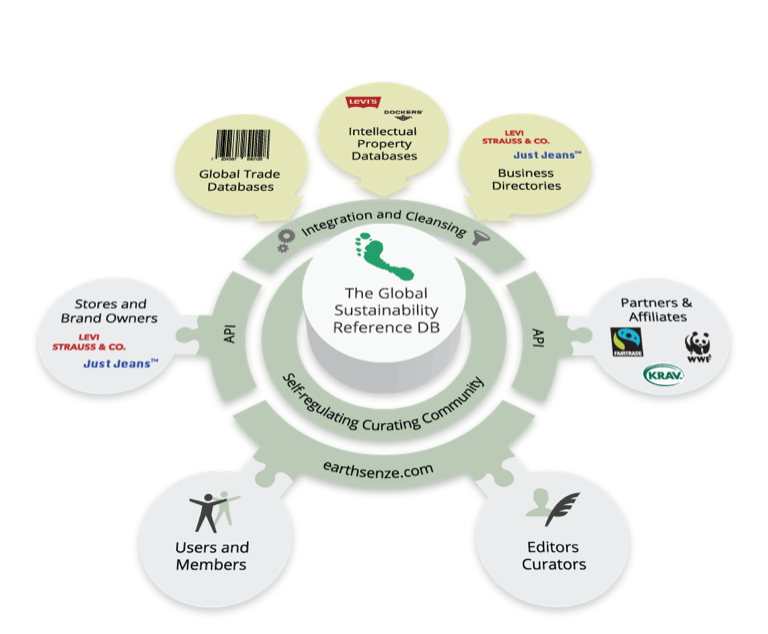 LEVI'S
DOCKERS®
Intellectual
Property
Databases
Global Trade
Databases
LEVI
STRAUSS & CO.
Just Jeans™
Business
Directories
Integration and Cleansing
The Global
Sustainability
Reference DB
Stores and
Brand Owners
LEVI
STRAUSS & CO.
Just Jeans™
API
API
Partners &
Affiliates
FAIRTRADE
WWF
KRAV
Self-regulating Curating Community
earthsenze.com
Users and
Members
Editors
Curators